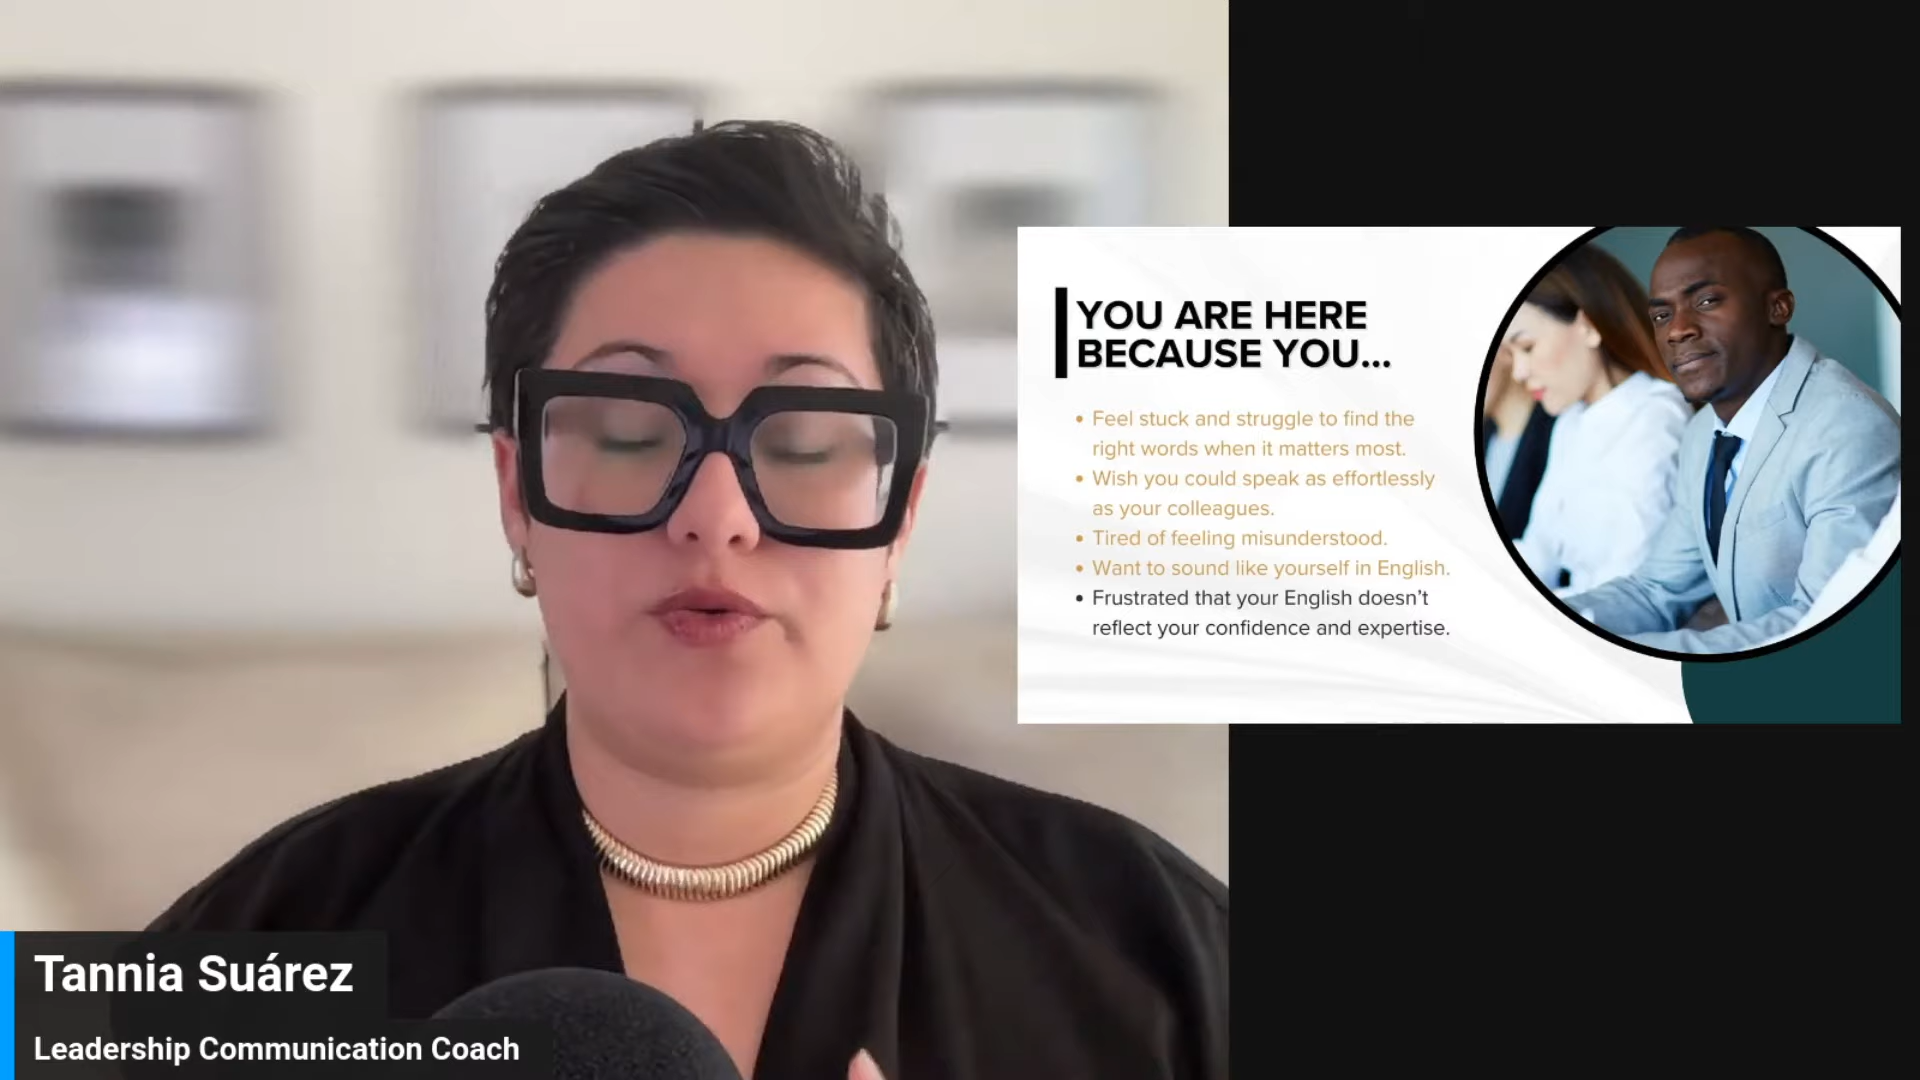 YOU ARE HERE
BECAUSE YOU...
• Feel stuck and struggle to find the
right words when it matters most.
• Wish you could speak as effortlessly
as your colleagues.
• Tired of feeling misunderstood.
• Want to sound like yourself in English.
• Frustrated that your English doesn't
reflect your confidence and expertise.
Tannia Suárez
Leadership Communication Coach